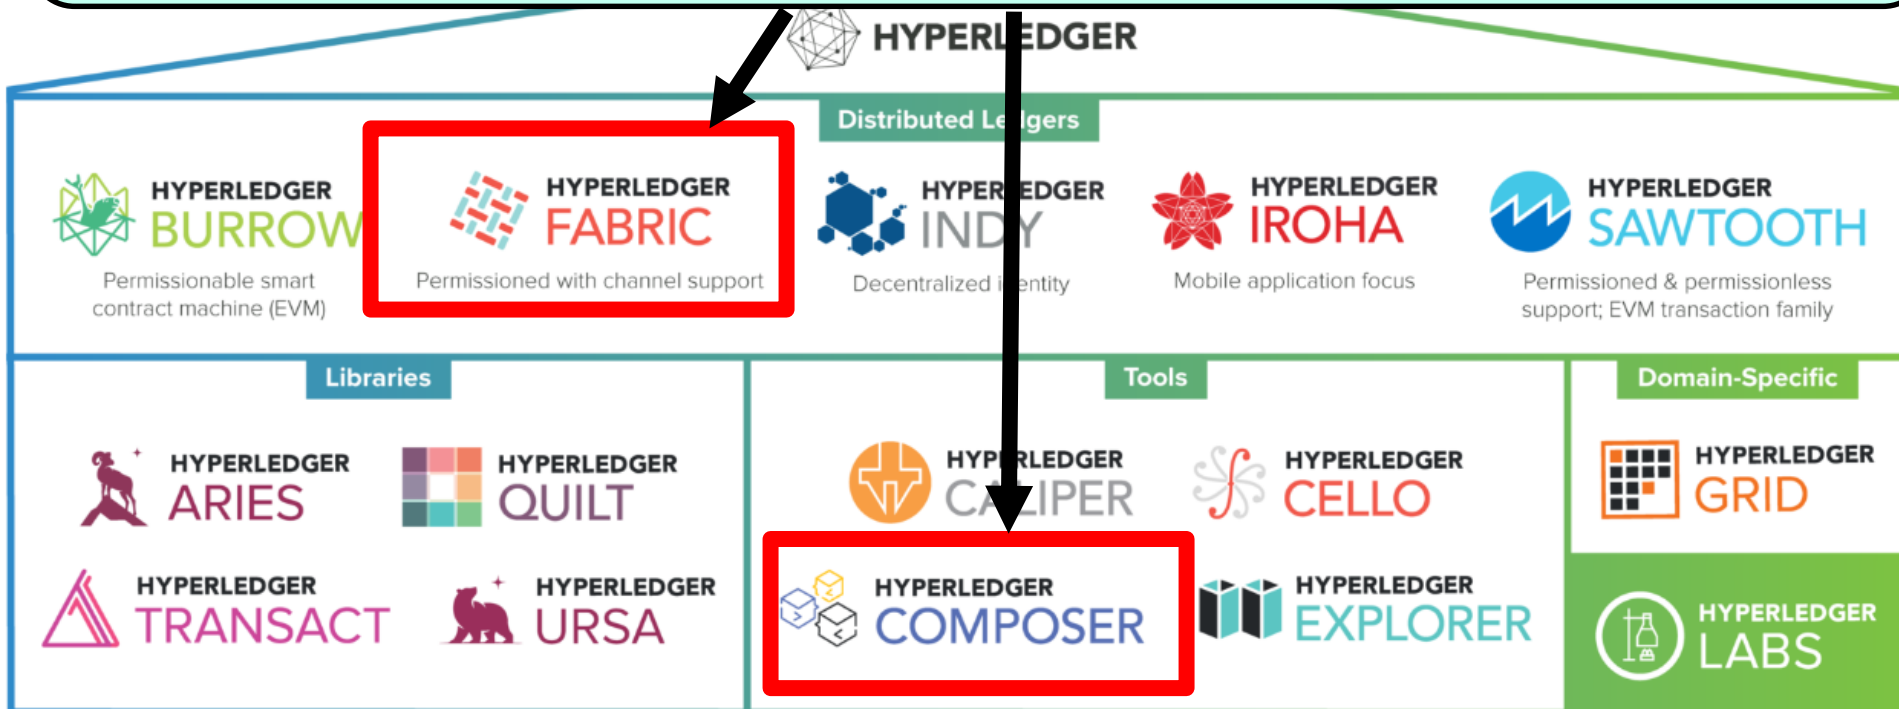 HYPERLEDGER
Distributed Ledgers
HYPERLEDGER
BURROW
Permissionable smart
contract machine (EVM)
HYPERLEDGER
FABRIC
Permissioned with channel support
HYPERLEDGER
INDY
Decentralized identity
HYPERLEDGER
IROHA
Mobile application focus
HYPERLEDGER
SAWTOOTH
Permissioned & permissionless
support; EVM transaction family
Libraries
HYPERLEDGER
ARIES
HYPERLEDGER
QUILT
HYPERLEDGER
TRANSACT
HYPERLEDGER
URSA
Tools
HYPERLEDGER
CALIPER
HYPERLEDGER
CELLO
HYPERLEDGER
COMPOSER
HYPERLEDGER
EXPLORER
Domain-Specific
HYPERLEDGER
GRID
HYPERLEDGER
LABS